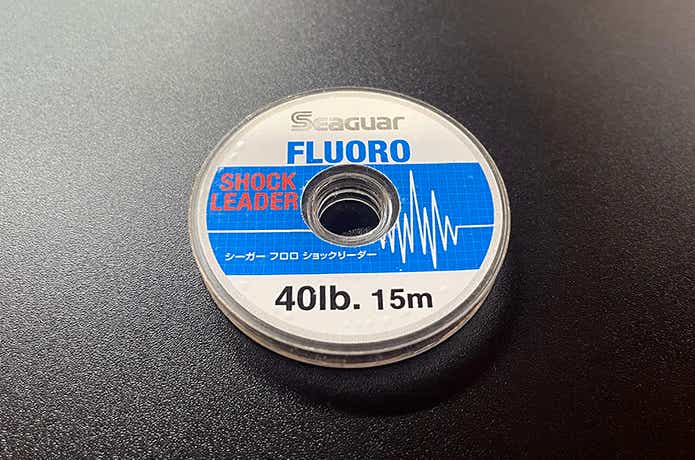 Seaguar
FLUORO
SHOCK
LEADER
シーガー フロロ ショックリーダー
40lb. 15m